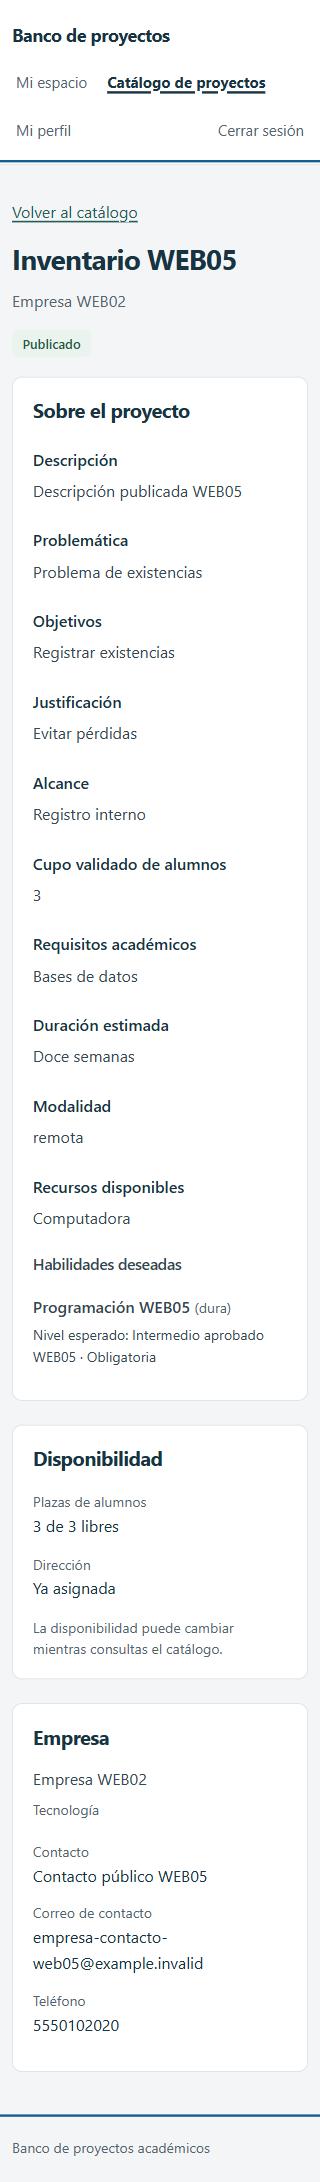 Banco de proyectos
Mi espacio Catálogo de proyectos
Mi perfil Cerrar sesión
Volver al catálogo
Inventario WEB05
Empresa WEB02
Publicado
Sobre el proyecto
Descripción
Descripción publicada WEB05
Problemática
Problema de existencias
Objetivos
Registrar existencias
Justificación
Evitar pérdidas
Alcance
Registro interno
Cupo validado de alumnos
3
Requisitos académicos
Bases de datos
Duración estimada
Doce semanas
Modalidad
remota
Recursos disponibles
Computadora
Habilidades deseadas
Programación WEB05 (dura)
Nivel esperado: Intermedio aprobado
WEB05 · Obligatoria
Disponibilidad
Plazas de alumnos
3 de 3 libres
Dirección
Ya asignada
La disponibilidad puede cambiar
mientras consultas el catálogo.
Empresa
Empresa WEB02
Tecnología
Contacto
Contacto público WEB05
Correo de contacto
empresa-contacto-
web05@example.invalid
Teléfono
5550102020
Banco de proyectos académicos